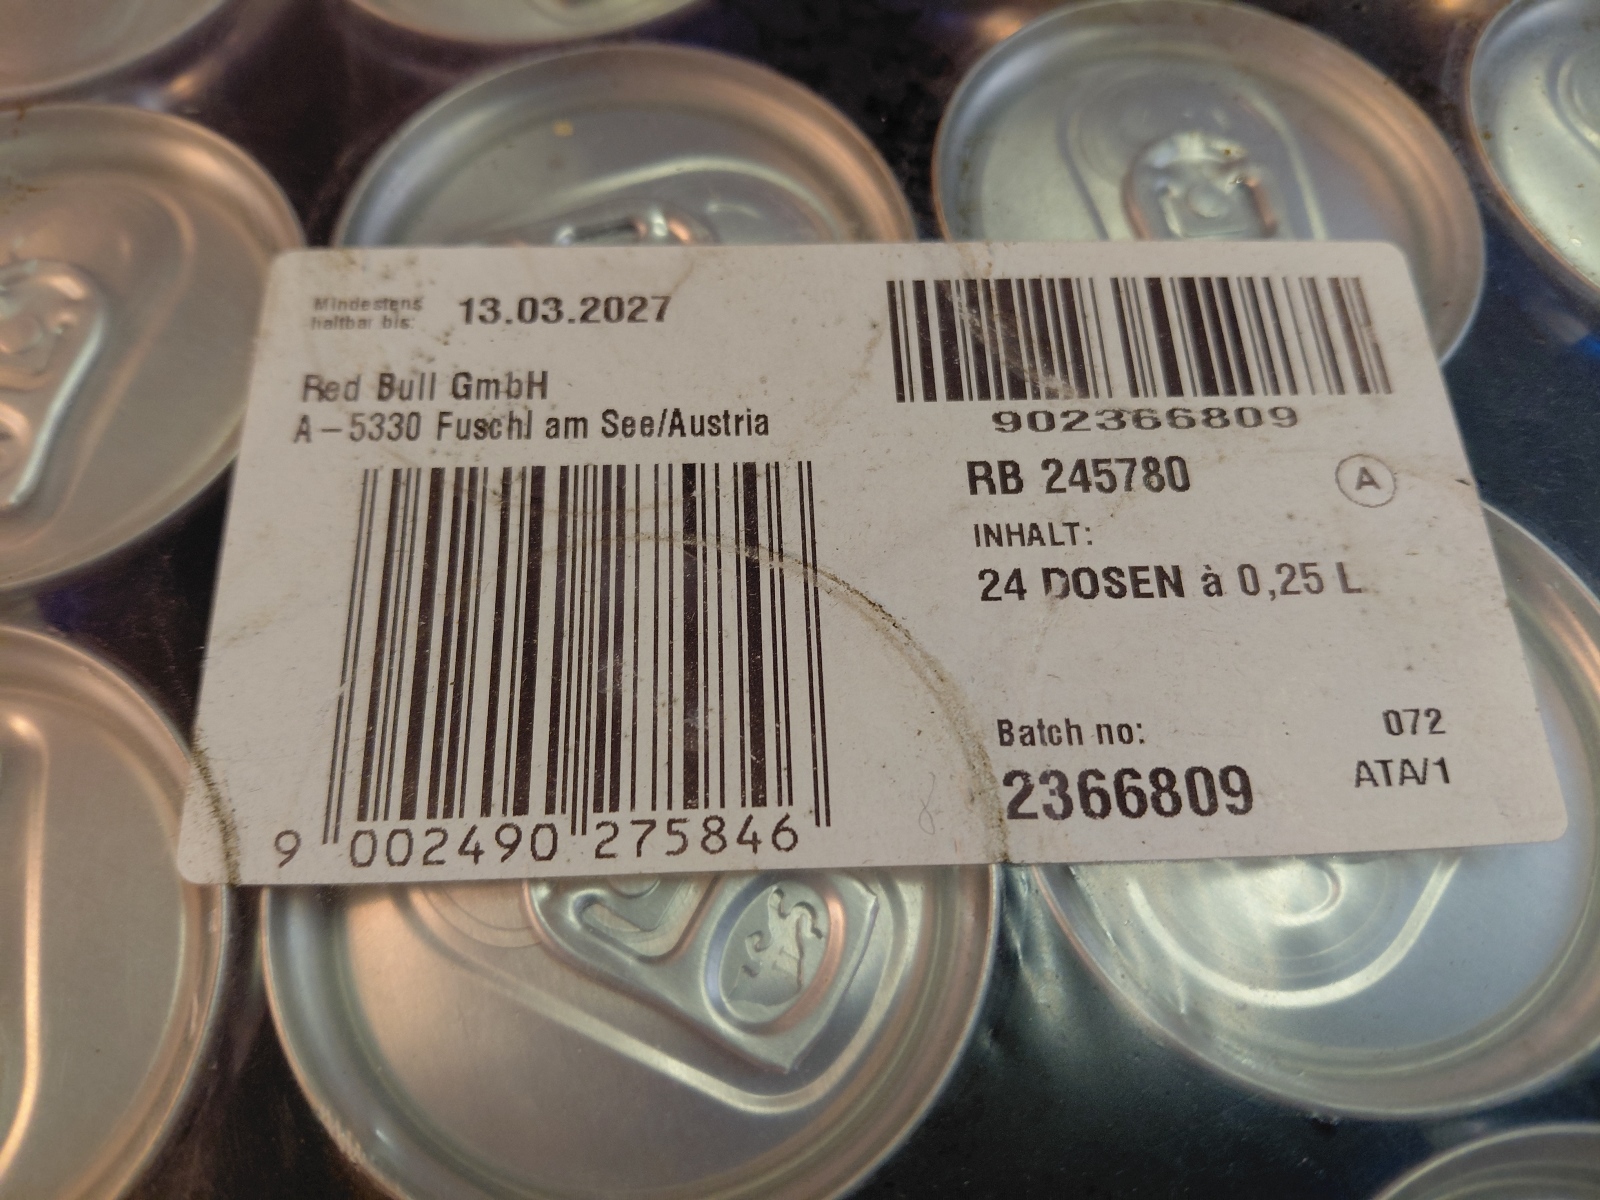 Mindestens
haltbar bis:
13.03.2027
Red Bull GmbH
A-5330 Fuschl am See/Austria
9 002490 275846
902366809
RB 245780
A
INHALT:
24 DOSEN à 0,25 L
Batch no:
072
2366809
ATA/1